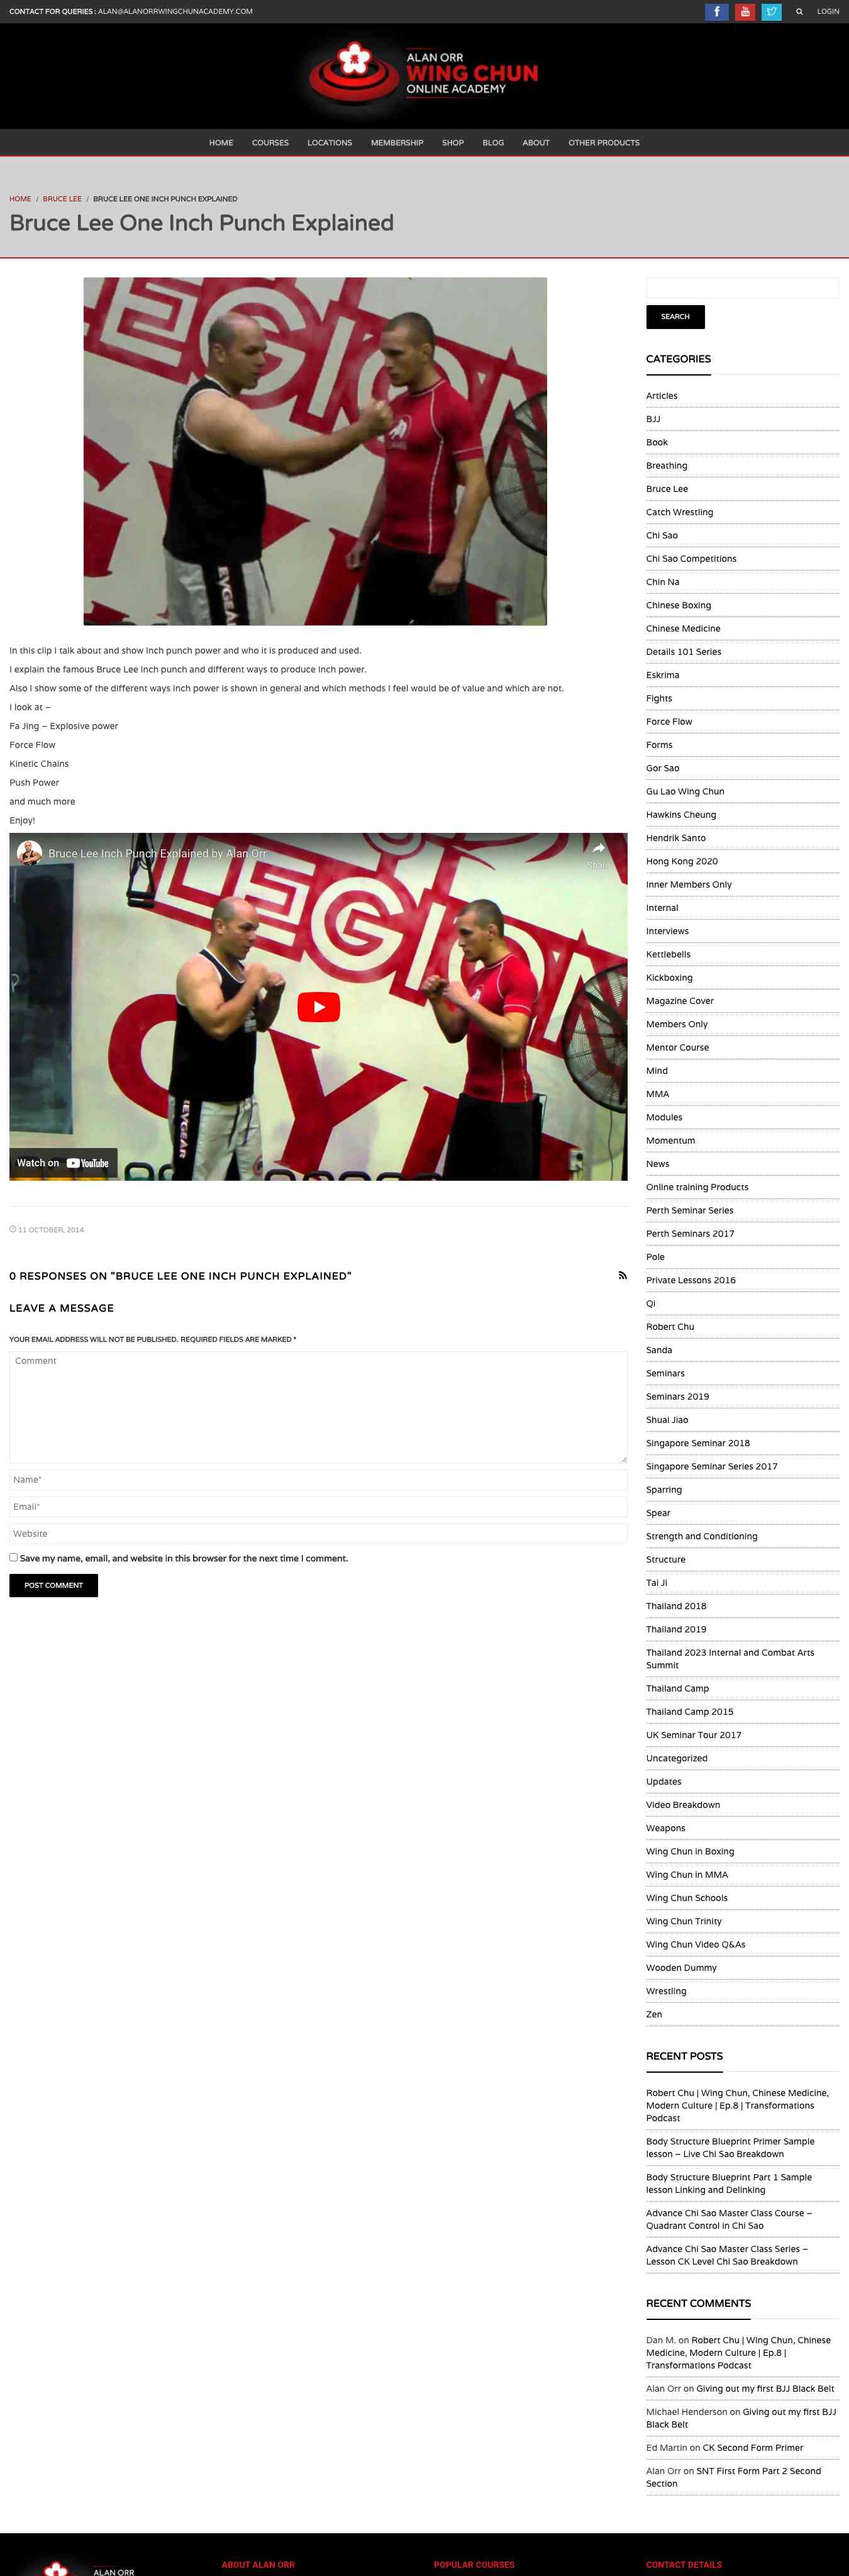 CONTACT FOR QUERIES : ALAN@ALANORRWINGCHUNACADEMY.COM
LOGIN
ALAN ORR
WING CHUN
ONLINE ACADEMY
HOME COURSES LOCATIONS MEMBERSHIP SHOP BLOG ABOUT OTHER PRODUCTS
HOME / BRUCE LEE / BRUCE LEE ONE INCH PUNCH EXPLAINED
Bruce Lee One Inch Punch Explained
In this clip I talk about and show Inch punch power and who it is produced and used.
I explain the famous Bruce Lee Inch punch and different ways to produce Inch power.
Also I show some of the different ways Inch power is shown in general and which methods I feel would be of value and which are not.
I look at –
Fa Jing – Explosive power
Force Flow
Kinetic Chains
Push Power
and much more
Enjoy!
Bruce Lee Inch Punch Explained by Alan Orr
Share
Watch on YouTube
11 OCTOBER, 2014
0 RESPONSES ON "BRUCE LEE ONE INCH PUNCH EXPLAINED"
LEAVE A MESSAGE
YOUR EMAIL ADDRESS WILL NOT BE PUBLISHED. REQUIRED FIELDS ARE MARKED *
Comment
Name*
Email*
Website
Save my name, email, and website in this browser for the next time I comment.
POST COMMENT
SEARCH
CATEGORIES
Articles
BJJ
Book
Breathing
Bruce Lee
Catch Wrestling
Chi Sao
Chi Sao Competitions
Chin Na
Chinese Boxing
Chinese Medicine
Details 101 Series
Eskrima
Fights
Force Flow
Forms
Gor Sao
Gu Lao Wing Chun
Hawkins Cheung
Hendrik Santo
Hong Kong 2020
Inner Members Only
Internal
Interviews
Kettlebells
Kickboxing
Magazine Cover
Members Only
Mentor Course
Mind
MMA
Modules
Momentum
News
Online training Products
Perth Seminar Series
Perth Seminars 2017
Pole
Private Lessons 2016
Qi
Robert Chu
Sanda
Seminars
Seminars 2019
Shuai Jiao
Singapore Seminar 2018
Singapore Seminar Series 2017
Sparring
Spear
Strength and Conditioning
Structure
Tai Ji
Thailand 2018
Thailand 2019
Thailand 2023 Internal and Combat Arts
Summit
Thailand Camp
Thailand Camp 2015
UK Seminar Tour 2017
Uncategorized
Updates
Video Breakdown
Weapons
Wing Chun in Boxing
Wing Chun in MMA
Wing Chun Schools
Wing Chun Trinity
Wing Chun Video Q&As
Wooden Dummy
Wrestling
Zen
RECENT POSTS
Robert Chu | Wing Chun, Chinese Medicine,
Modern Culture | Ep.8 | Transformations
Podcast
Body Structure Blueprint Primer Sample
lesson – Live Chi Sao Breakdown
Body Structure Blueprint Part 1 Sample
lesson Linking and Delinking
Advance Chi Sao Master Class Course –
Quadrant Control in Chi Sao
Advance Chi Sao Master Class Series –
Lesson CK Level Chi Sao Breakdown
RECENT COMMENTS
Dan M. on Robert Chu | Wing Chun, Chinese
Medicine, Modern Culture | Ep.8 |
Transformations Podcast
Alan Orr on Giving out my first BJJ Black Belt
Michael Henderson on Giving out my first BJJ
Black Belt
Ed Martin on CK Second Form Primer
Alan Orr on SNT First Form Part 2 Second
Section
ALAN ORR
ABOUT ALAN ORR
POPULAR COURSES
CONTACT DETAILS